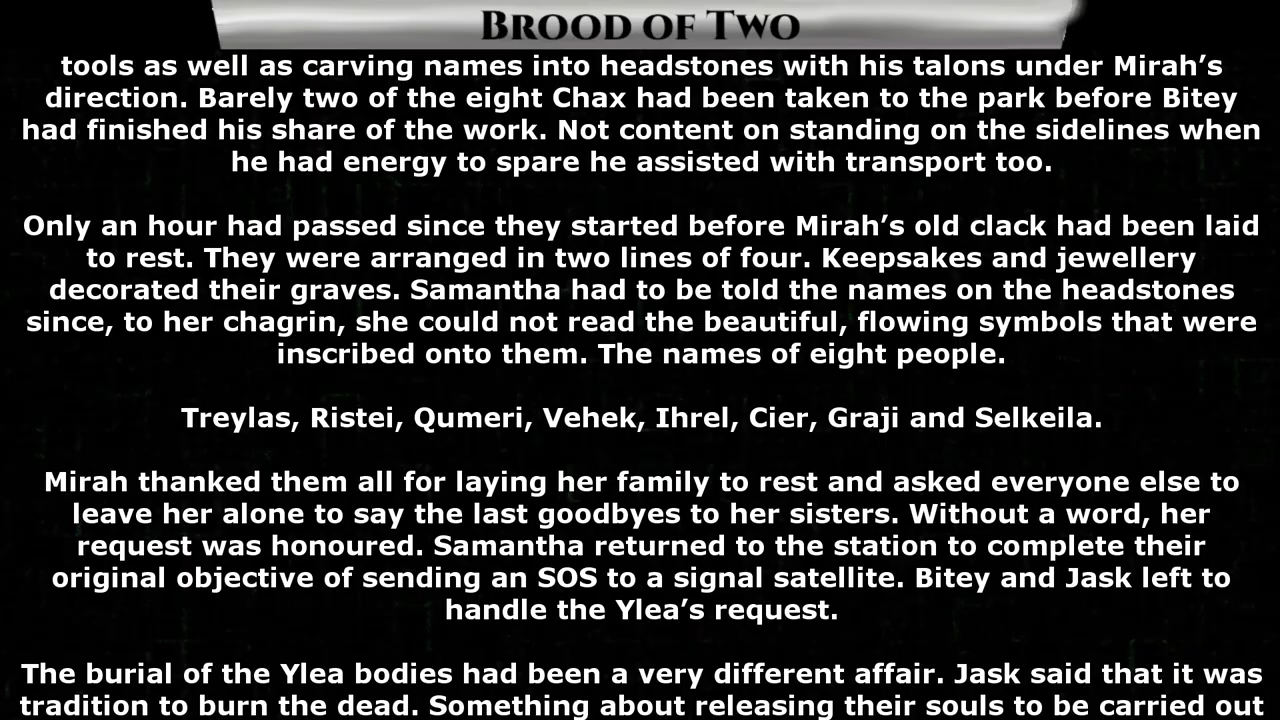 Brood of Two
tools as well as carving names into headstones with his talons under Mirah’s
direction. Barely two of the eight Chax had been taken to the park before Bitey
had finished his share of the work. Not content on standing on the sidelines when
he had energy to spare he assisted with transport too.
Only an hour had passed since they started before Mirah’s old clack had been laid
to rest. They were arranged in two lines of four. Keepsakes and jewellery
decorated their graves. Samantha had to be told the names on the headstones
since, to her chagrin, she could not read the beautiful, flowing symbols that were
inscribed onto them. The names of eight people.
Treylas, Ristei, Qumeri, Vehek, Ihrel, Cier, Graji and Selkeila.
Mirah thanked them all for laying her family to rest and asked everyone else to
leave her alone to say the last goodbyes to her sisters. Without a word, her
request was honoured. Samantha returned to the station to complete their
original objective of sending an SOS to a signal satellite. Bitey and Jask left to
handle the Ylea’s request.
The burial of the Ylea bodies had been a very different affair. Jask said that it was
tradition to burn the dead. Something about releasing their souls to be carried out